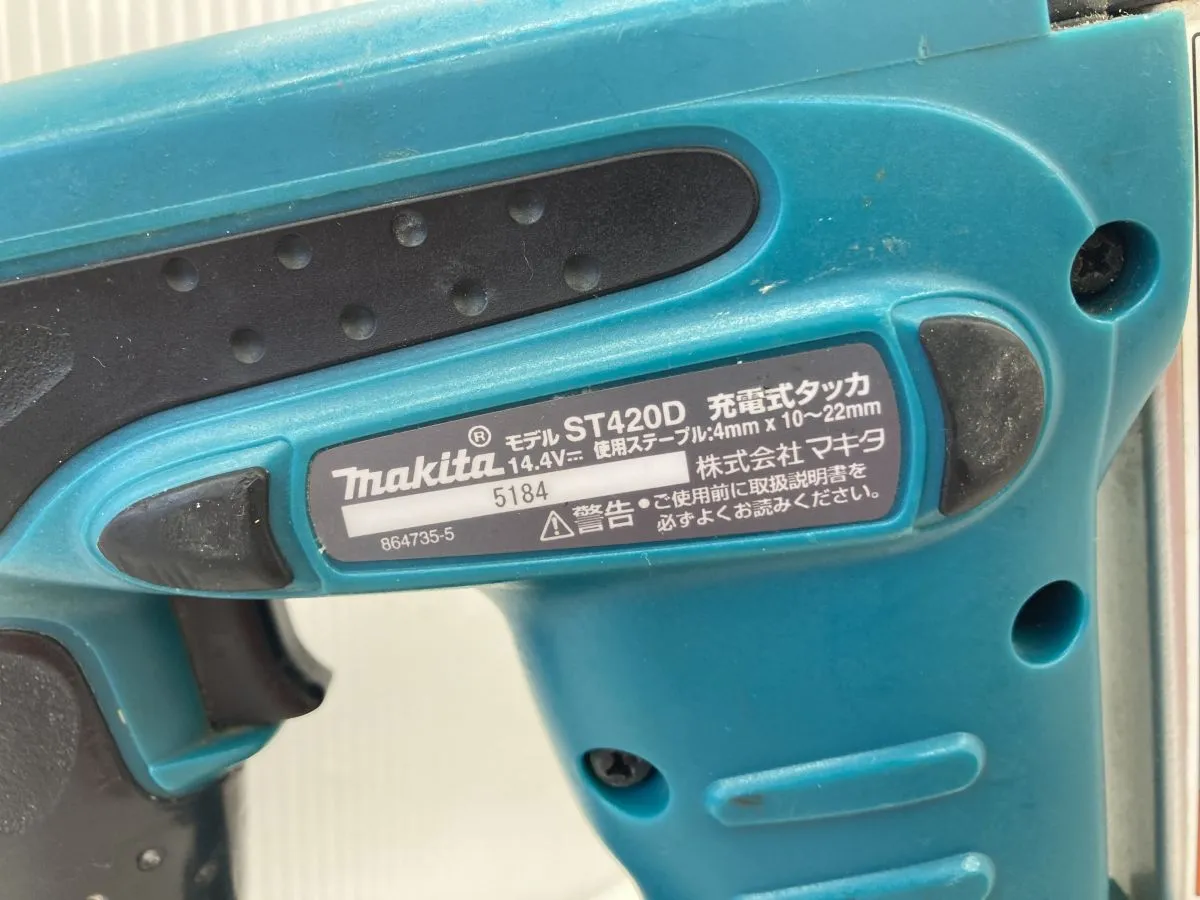 makita® モデル ST420D 充電式タッカ
14.4V⎓ 使用ステープル:4mm x 10～22mm
5184 株式会社マキタ
864735-5 ⚠警告 • ご使用前に取扱説明書を
必ずよくお読みください。